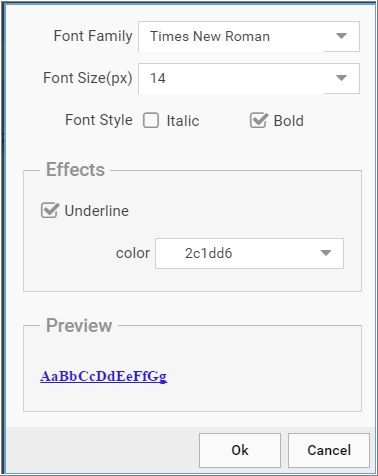 Font Family Times New Roman
Font Size(px) 14
Font Style Italic Bold
Effects
Underline
color 2c1dd6
Preview
AaBbCcDdEeFfGg
Ok Cancel